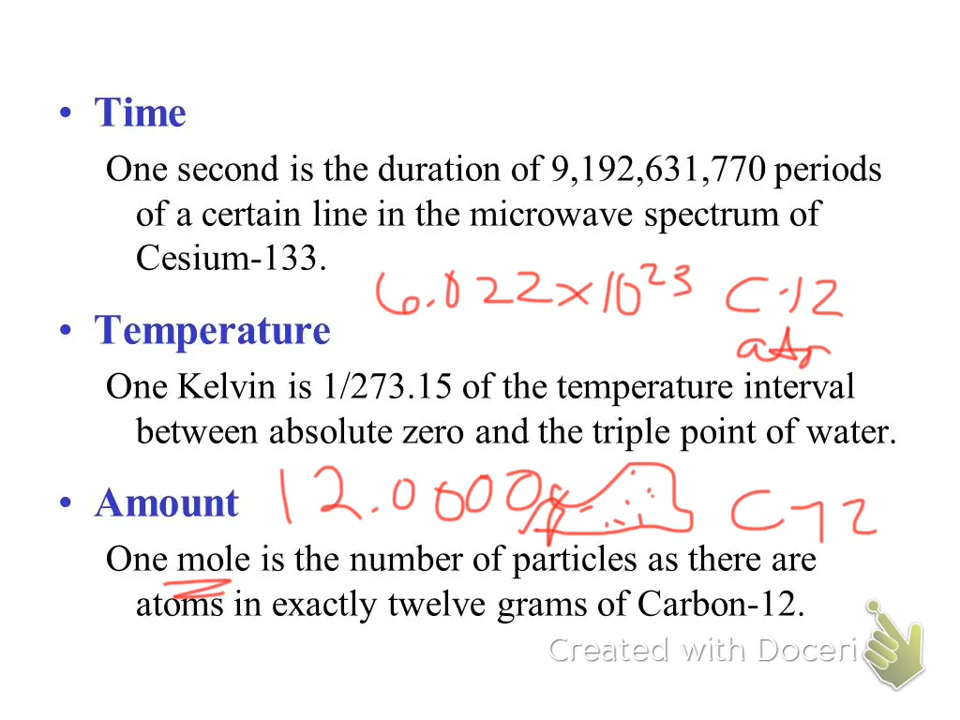 • Time
One second is the duration of 9,192,631,770 periods
of a certain line in the microwave spectrum of
Cesium-133.
6.022×10²³ C-12
• Temperature
One Kelvin is 1/273.15 of the temperature interval
between absolute zero and the triple point of water.
• Amount 12.0000g C-12
One mole is the number of particles as there are
atoms in exactly twelve grams of Carbon-12.
Created with Doceri